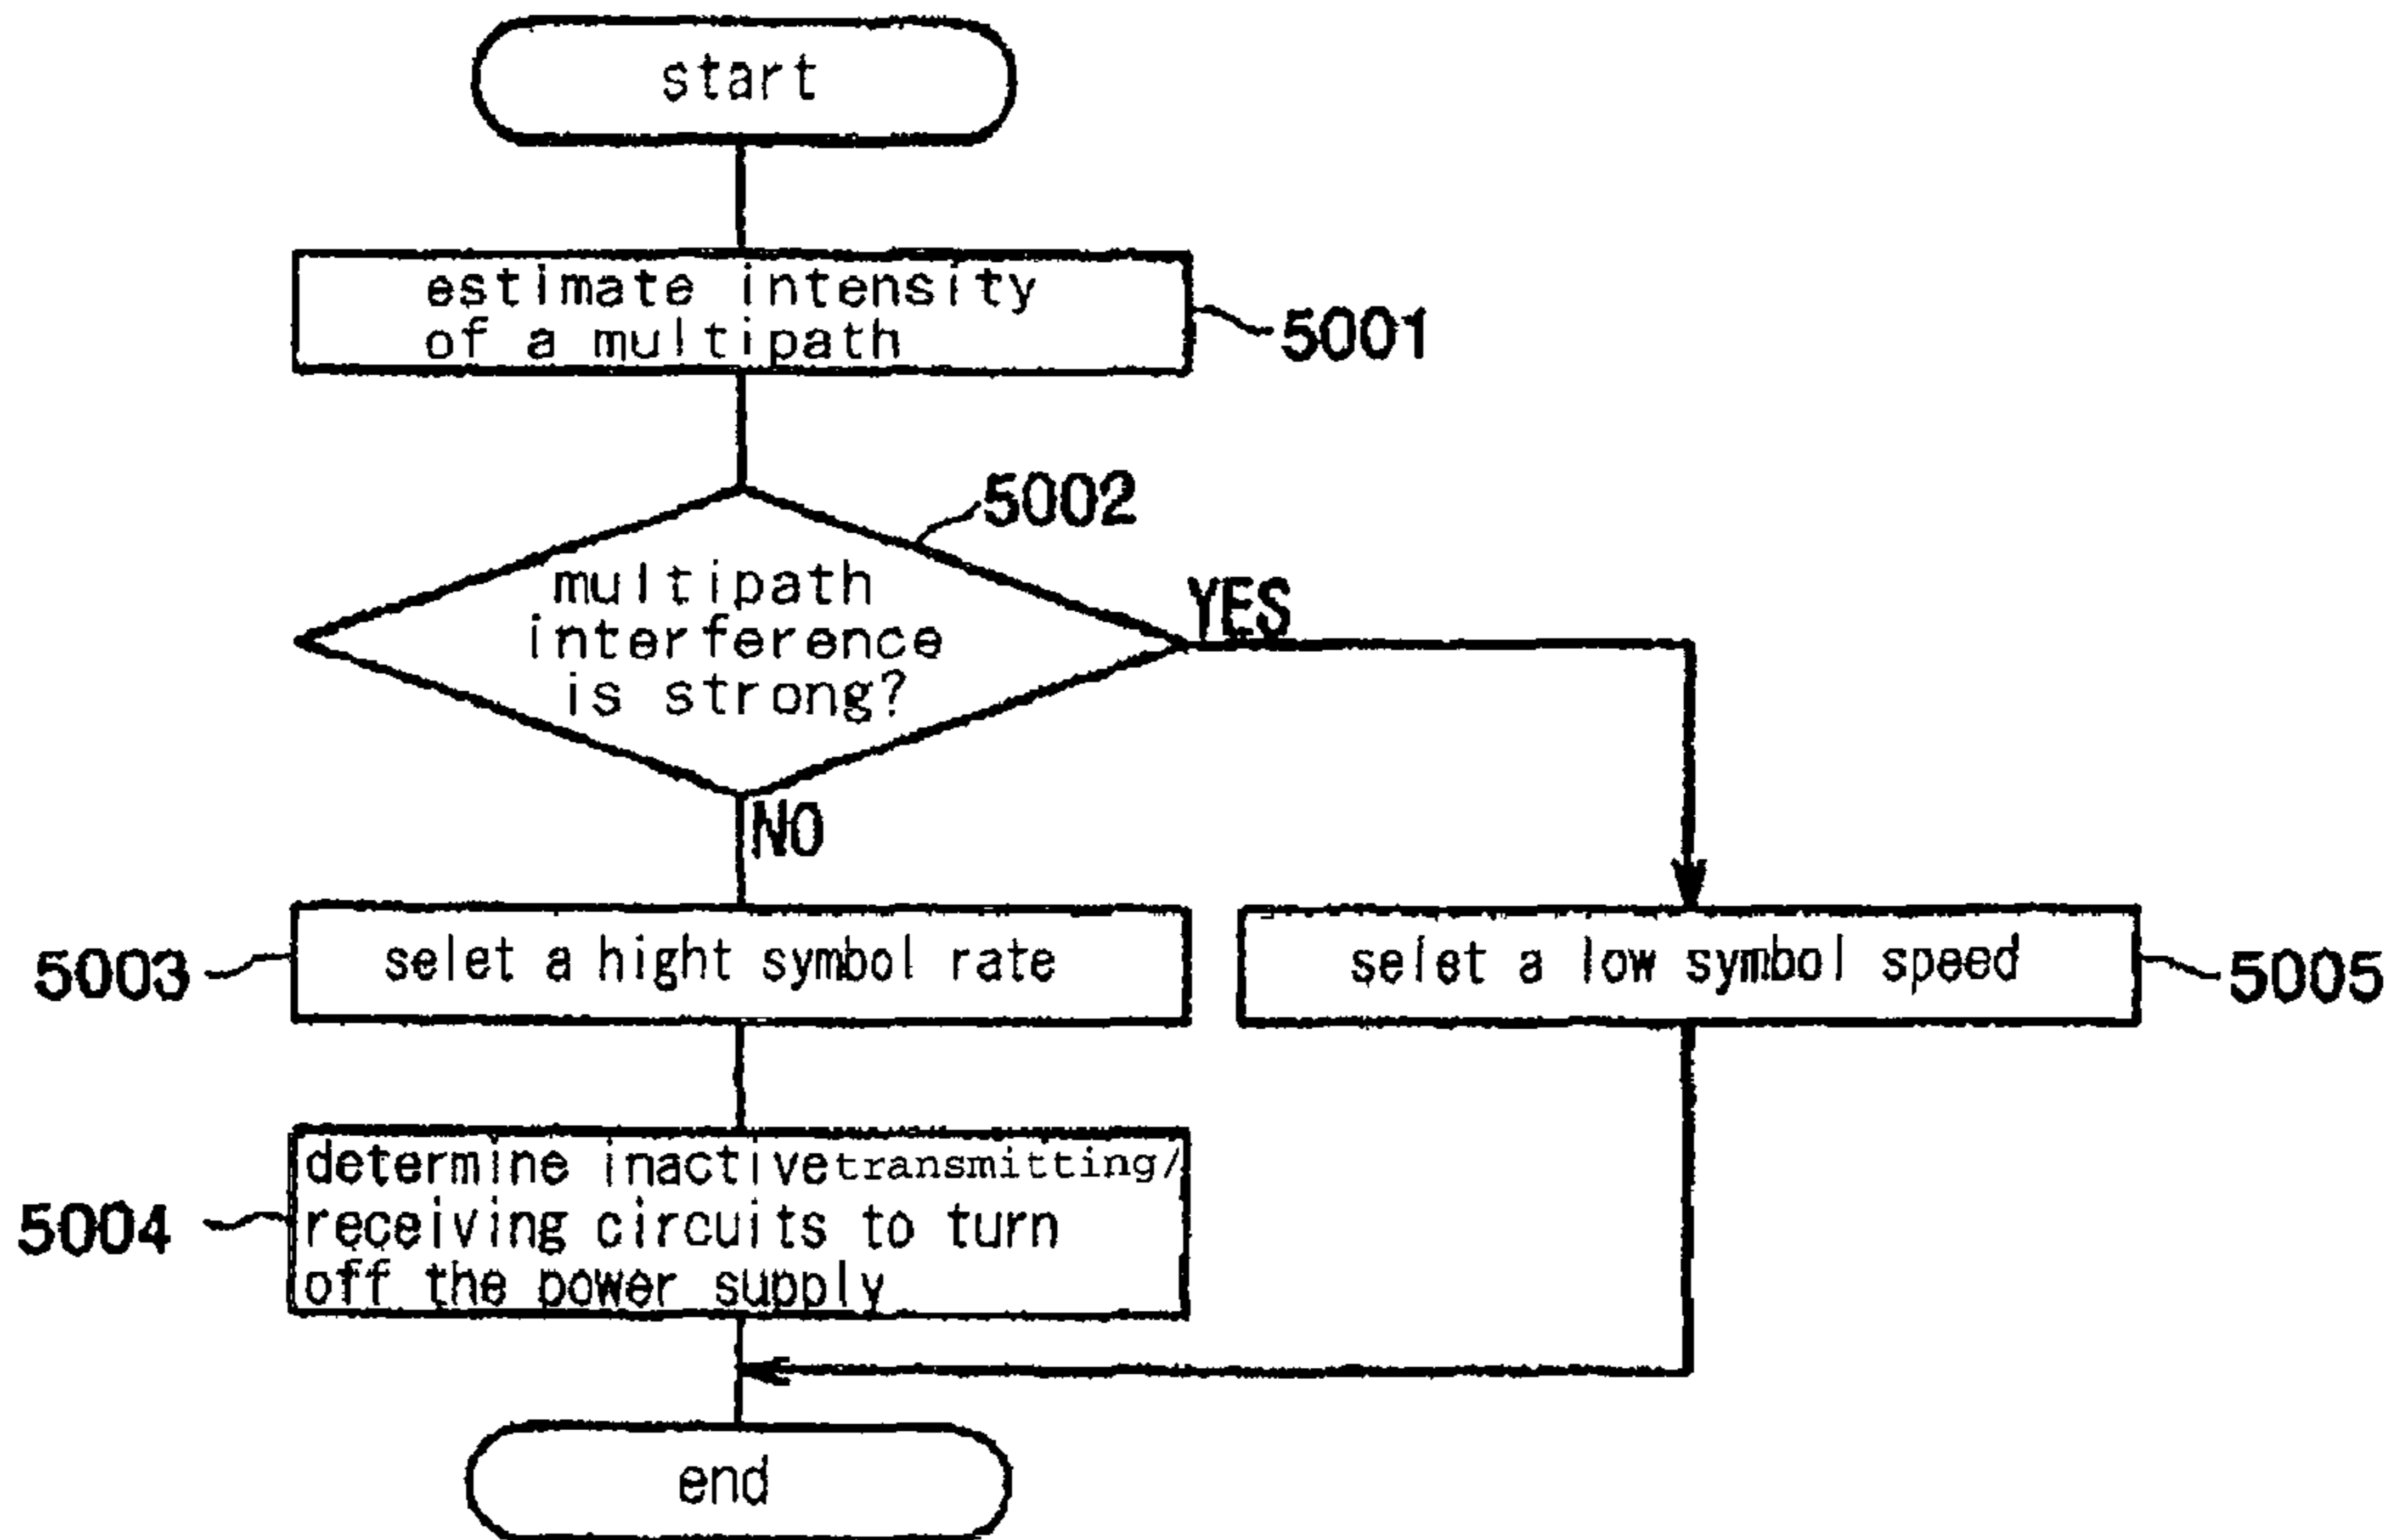 start
estimate intensity
of a multipath
5001
5002
multipath
interference
is strong?
YES
NO
5003
selet a hight symbol rate
selet a low symbol speed
5005
5004
determine inactive transmitting/
receiving circuits to turn
off the power supply
end